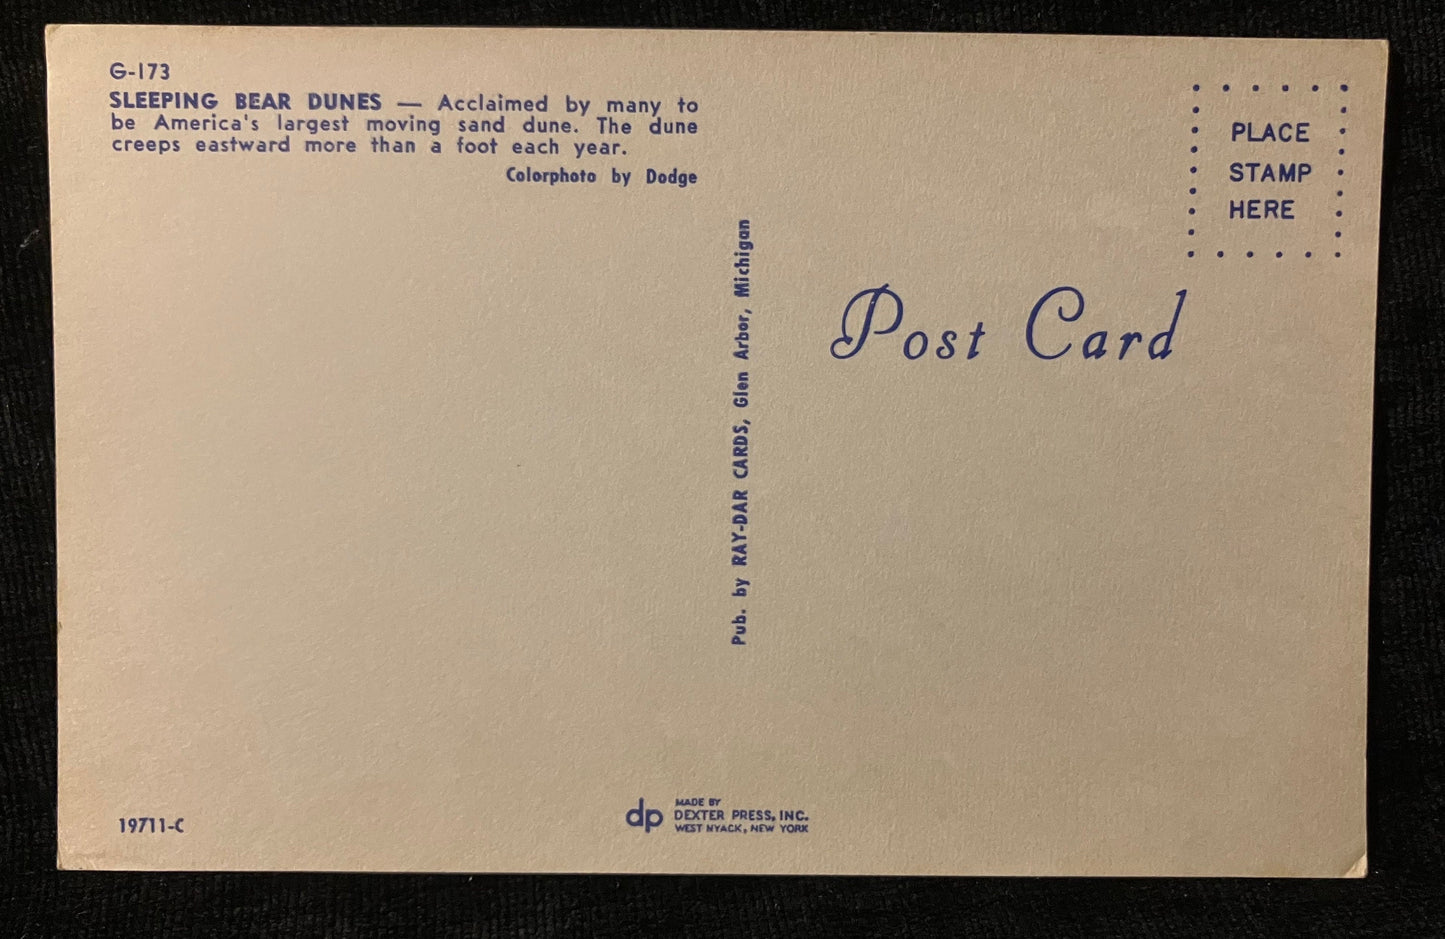 G-173
SLEEPING BEAR DUNES — Acclaimed by many to
be America's largest moving sand dune. The dune
creeps eastward more than a foot each year.
Colorphoto by Dodge
PLACE
STAMP
HERE
Post Card
Pub. by RAY-DAR CARDS, Glen Arbor, Michigan
19711-C
dp
MADE BY
DEXTER PRESS, INC.
WEST NYACK, NEW YORK